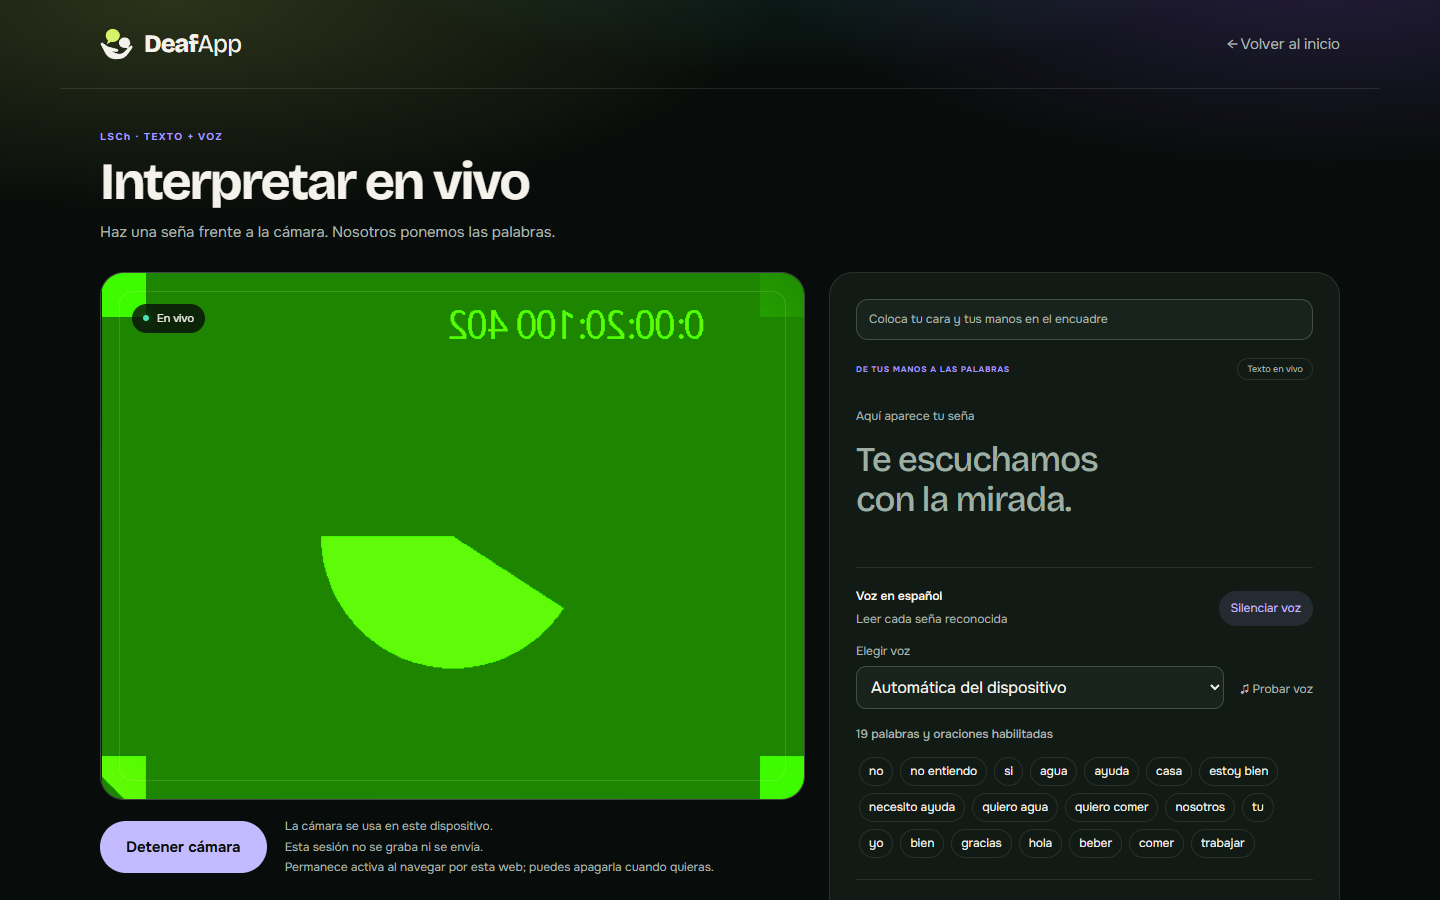 DeafApp
← Volver al inicio
LSCh · TEXTO + VOZ
Interpretar en vivo
Haz una seña frente a la cámara. Nosotros ponemos las palabras.
En vivo
0:00:20:100 402
Coloca tu cara y tus manos en el encuadre
DE TUS MANOS A LAS PALABRAS
Texto en vivo
Aquí aparece tu seña
Te escuchamos
con la mirada.
Voz en español
Leer cada seña reconocida
Silenciar voz
Elegir voz
Automática del dispositivo
♫ Probar voz
19 palabras y oraciones habilitadas
no no entiendo si agua ayuda casa estoy bien
necesito ayuda quiero agua quiero comer nosotros tu
yo bien gracias hola beber comer trabajar
Detener cámara
La cámara se usa en este dispositivo.
Esta sesión no se graba ni se envía.
Permanece activa al navegar por esta web; puedes apagarla cuando quieras.